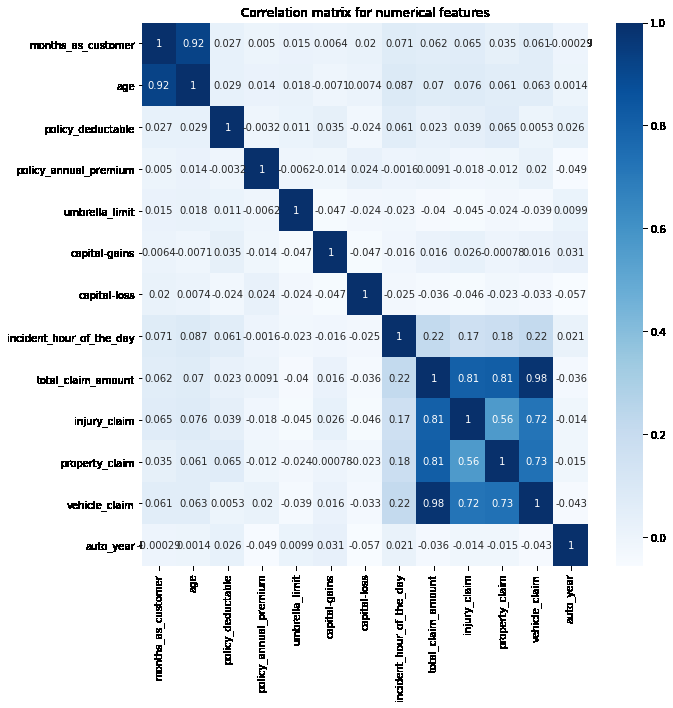 Correlation matrix for numerical features
months_as_customer 1 0.92 0.027 0.005 0.015 0.0064 0.02 0.071 0.062 0.065 0.035 0.061 -0.00029
age 0.92 1 0.029 0.014 0.018 -0.0071 0.0074 0.087 0.07 0.076 0.061 0.063 0.0014
policy_deductable 0.027 0.029 1 -0.0032 0.011 0.035 -0.024 0.061 0.023 0.039 0.065 0.0053 0.026
policy_annual_premium 0.005 0.014 -0.0032 1 -0.0062 -0.014 0.024 -0.0016 0.0091 -0.018 -0.012 0.02 -0.049
umbrella_limit 0.015 0.018 0.011 -0.0062 1 -0.047 -0.024 -0.023 -0.04 -0.045 -0.024 -0.039 0.0099
capital-gains 0.0064 -0.0071 0.035 -0.014 -0.047 1 -0.047 -0.016 0.016 0.026 -0.00078 0.016 0.031
capital-loss 0.02 0.0074 -0.024 0.024 -0.024 -0.047 1 -0.025 -0.036 -0.046 -0.023 -0.033 -0.057
incident_hour_of_the_day 0.071 0.087 0.061 -0.0016 -0.023 -0.016 -0.025 1 0.22 0.17 0.18 0.22 0.021
total_claim_amount 0.062 0.07 0.023 0.0091 -0.04 0.016 -0.036 0.22 1 0.81 0.81 0.98 -0.036
injury_claim 0.065 0.076 0.039 -0.018 -0.045 0.026 -0.046 0.17 0.81 1 0.56 0.72 -0.014
property_claim 0.035 0.061 0.065 -0.012 -0.024 -0.00078 -0.023 0.18 0.81 0.56 1 0.73 -0.015
vehicle_claim 0.061 0.063 0.0053 0.02 -0.039 0.016 -0.033 0.22 0.98 0.72 0.73 1 -0.043
auto_year -0.00029 0.0014 0.026 -0.049 0.0099 0.031 -0.057 0.021 -0.036 -0.014 -0.015 -0.043 1
months_as_customer
age
policy_deductable
policy_annual_premium
umbrella_limit
capital-gains
capital-loss
incident_hour_of_the_day
total_claim_amount
injury_claim
property_claim
vehicle_claim
auto_year
1.0
0.8
0.6
0.4
0.2
0.0